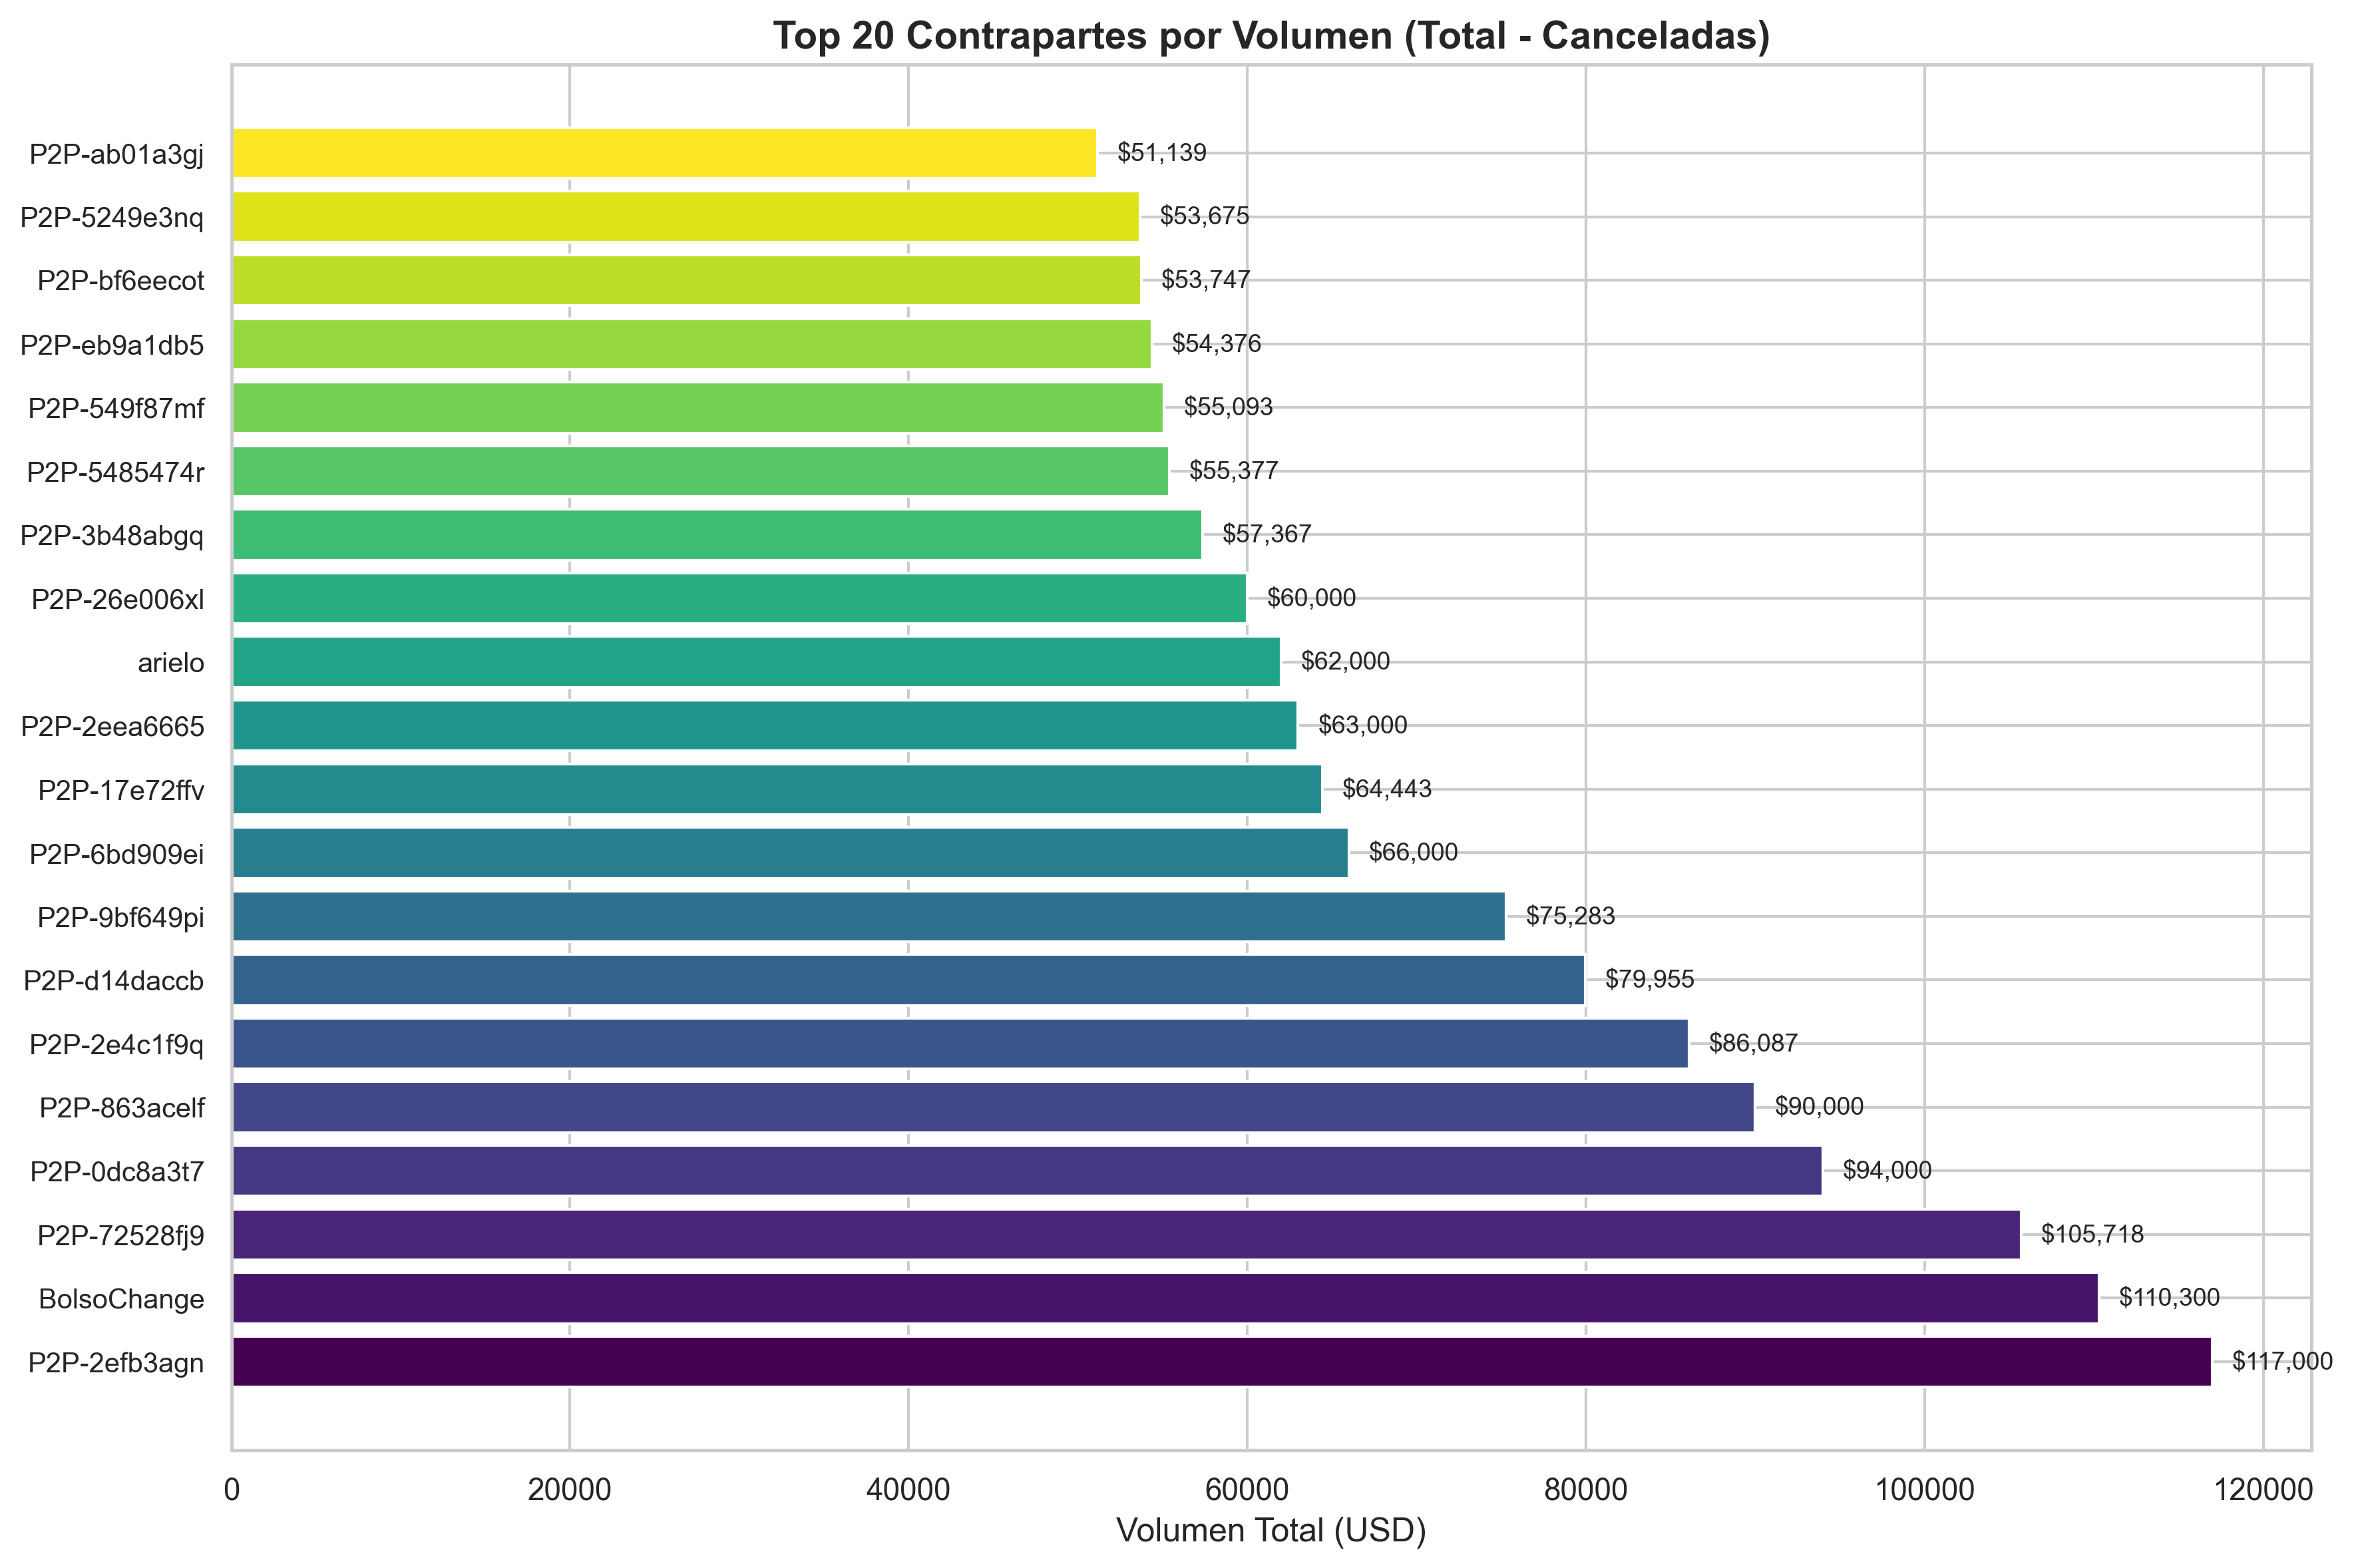 Top 20 Contrapartes por Volumen (Total - Canceladas)
P2P-ab01a3gj $51,139
P2P-5249e3nq $53,675
P2P-bf6eecot $53,747
P2P-eb9a1db5 $54,376
P2P-549f87mf $55,093
P2P-5485474r $55,377
P2P-3b48abgq $57,367
P2P-26e006xl $60,000
arielo $62,000
P2P-2eea6665 $63,000
P2P-17e72ffv $64,443
P2P-6bd909ei $66,000
P2P-9bf649pi $75,283
P2P-d14daccb $79,955
P2P-2e4c1f9q $86,087
P2P-863acelf $90,000
P2P-0dc8a3t7 $94,000
P2P-72528fj9 $105,718
BolsoChange $110,300
P2P-2efb3agn $117,000
0 20000 40000 60000 80000 100000 120000
Volumen Total (USD)